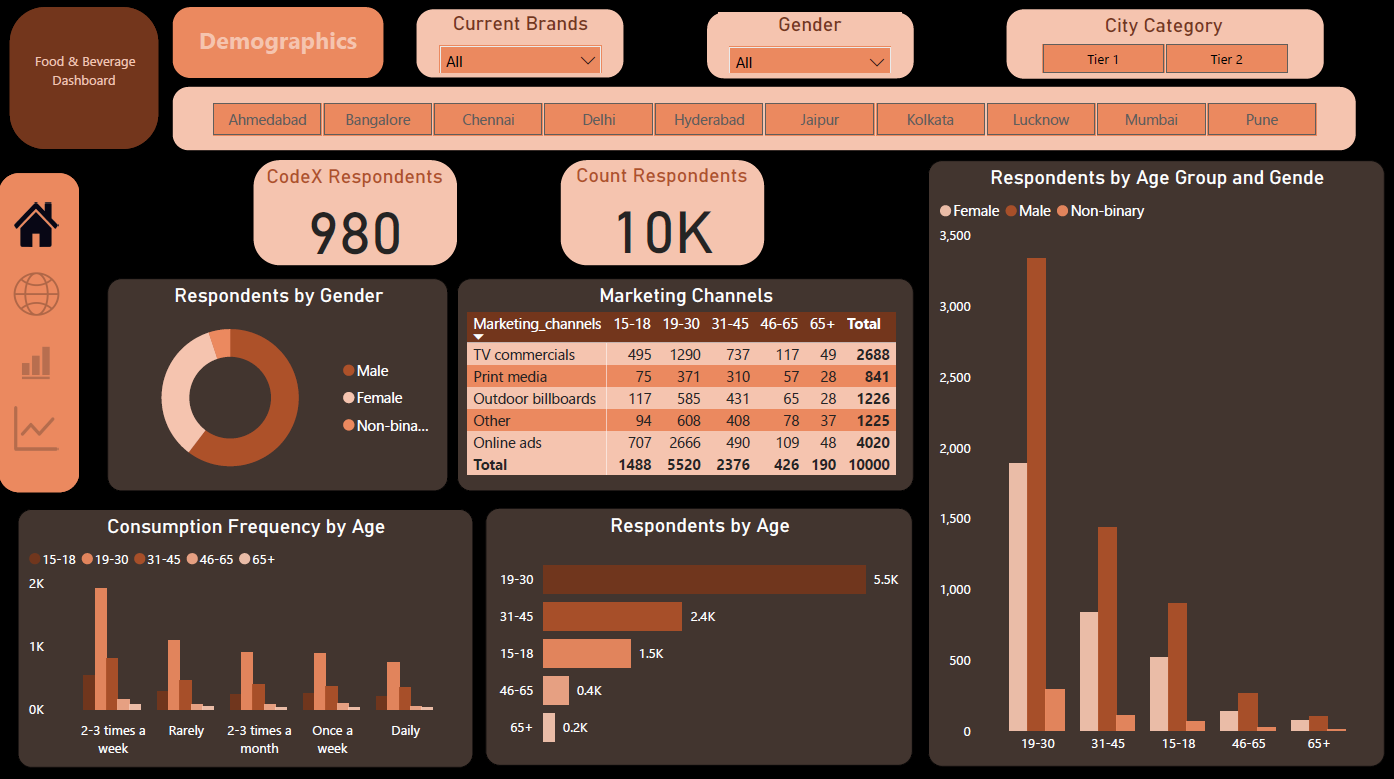 Food & Beverage
Dashboard
Demographics
Current Brands
All
Gender
All
City Category
Tier 1 Tier 2
Ahmedabad Bangalore Chennai Delhi Hyderabad Jaipur Kolkata Lucknow Mumbai Pune
CodeX Respondents
980
Count Respondents
10K
Respondents by Gender
Male
Female
Non-bina...
Marketing Channels
Marketing_channels 15-18 19-30 31-45 46-65 65+ Total
TV commercials 495 1290 737 117 49 2688
Print media 75 371 310 57 28 841
Outdoor billboards 117 585 431 65 28 1226
Other 94 608 408 78 37 1225
Online ads 707 2666 490 109 48 4020
Total 1488 5520 2376 426 190 10000
Respondents by Age Group and Gende
Female Male Non-binary
3,500
3,000
2,500
2,000
1,500
1,000
500
0
19-30 31-45 15-18 46-65 65+
Consumption Frequency by Age
15-18 19-30 31-45 46-65 65+
2K
1K
0K
2-3 times a week Rarely 2-3 times a month Once a week Daily
Respondents by Age
19-30 5.5K
31-45 2.4K
15-18 1.5K
46-65 0.4K
65+ 0.2K